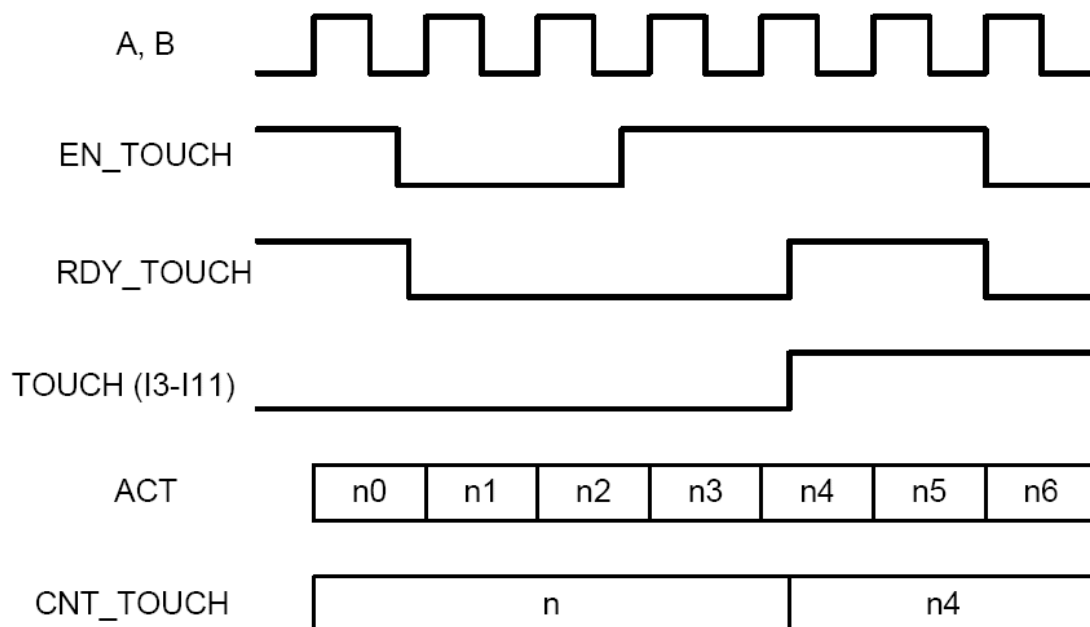 A, B
EN_TOUCH
RDY_TOUCH
TOUCH (I3-I11)
ACT n0 n1 n2 n3 n4 n5 n6
CNT_TOUCH n n4